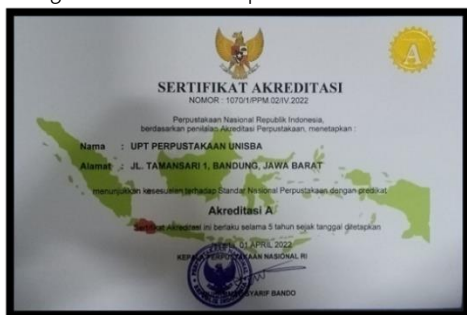 A
SERTIFIKAT AKREDITASI
NOMOR : 1070/1/PPM.02/IV.2022
Perpustakaan Nasional Republik Indonesia,
berdasarkan penilaian Akreditasi Perpustakaan, menetapkan :
Nama : UPT PERPUSTAKAAN UNISBA
Alamat : JL. TAMANSARI 1, BANDUNG, JAWA BARAT
menunjukkan kesesuaian terhadap Standar Nasional Perpustakaan dengan predikat
Akreditasi A
Sertifikat Akreditasi ini berlaku selama 5 tahun sejak tanggal ditetapkan
01 APRIL 2022
KEPALA PERPUSTAKAAN NASIONAL RI
SYARIF BANDO